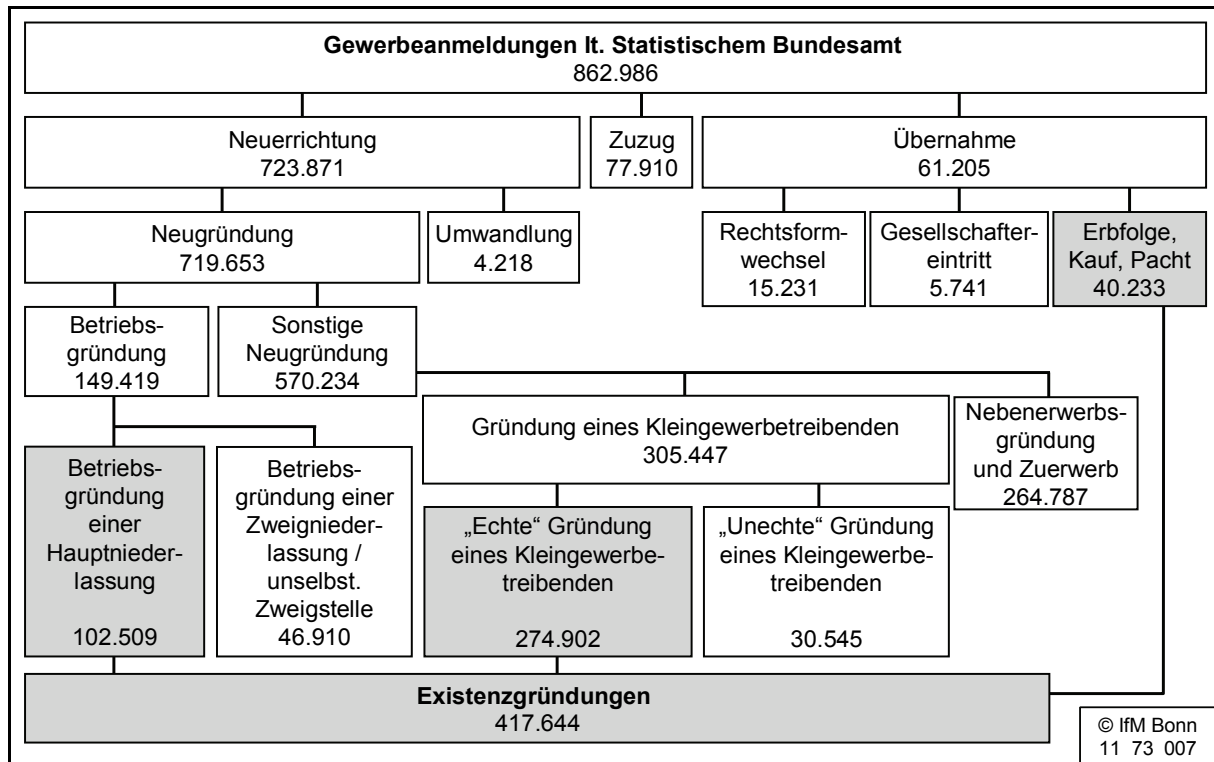 Gewerbeanmeldungen lt. Statistischem Bundesamt
862.986
Neuerrichtung
723.871
Zuzug
77.910
Übernahme
61.205
Neugründung
719.653
Umwandlung
4.218
Rechtsform-
wechsel
15.231
Gesellschafter-
eintritt
5.741
Erbfolge,
Kauf, Pacht
40.233
Betriebs-
gründung
149.419
Sonstige
Neugründung
570.234
Gründung eines Kleingewerbetreibenden
305.447
Nebenerwerbs-
gründung
und Zuerwerb
264.787
Betriebs-
gründung
einer
Hauptnieder-
lassung
102.509
Betriebs-
gründung einer
Zweignieder-
lassung /
unselbst.
Zweigstelle
46.910
„Echte“ Gründung
eines Kleingewerbe-
treibenden
274.902
„Unechte“ Gründung
eines Kleingewerbe-
treibenden
30.545
Existenzgründungen
417.644
© IfM Bonn
11 73 007